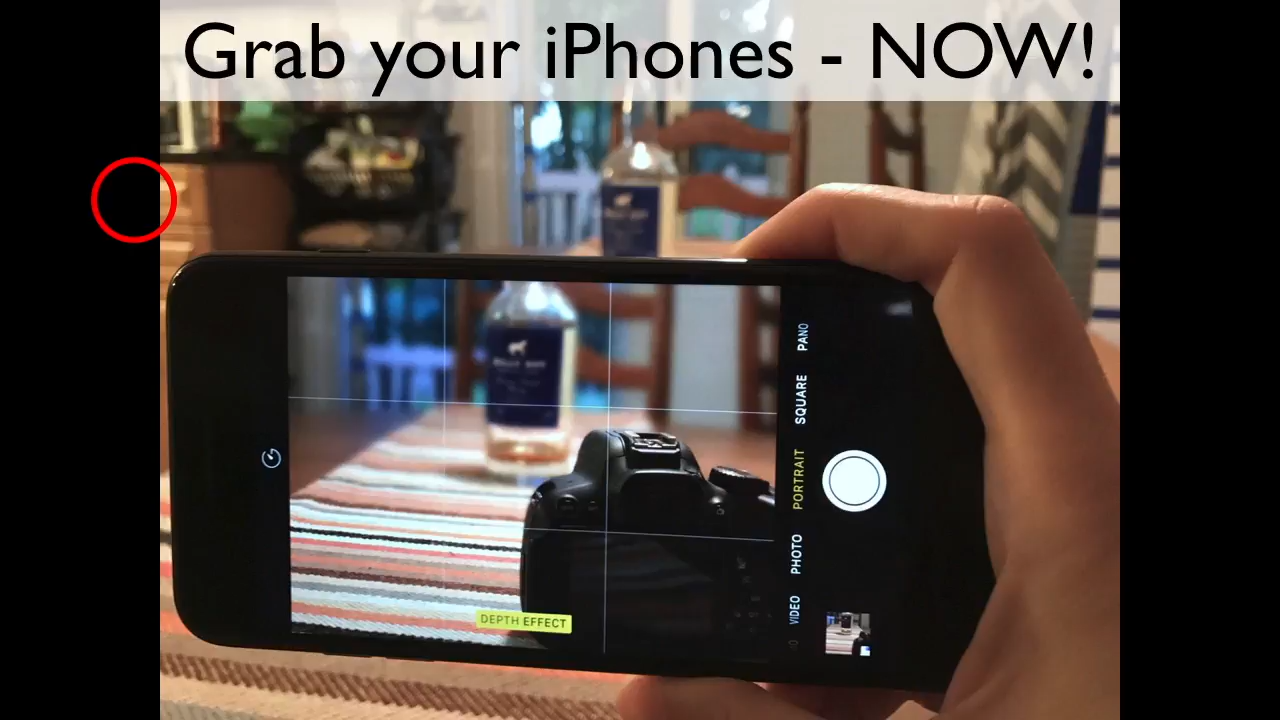 Grab your iPhones - NOW!
PANO
SQUARE
PORTRAIT
PHOTO
VIDEO
DEPTH EFFECT